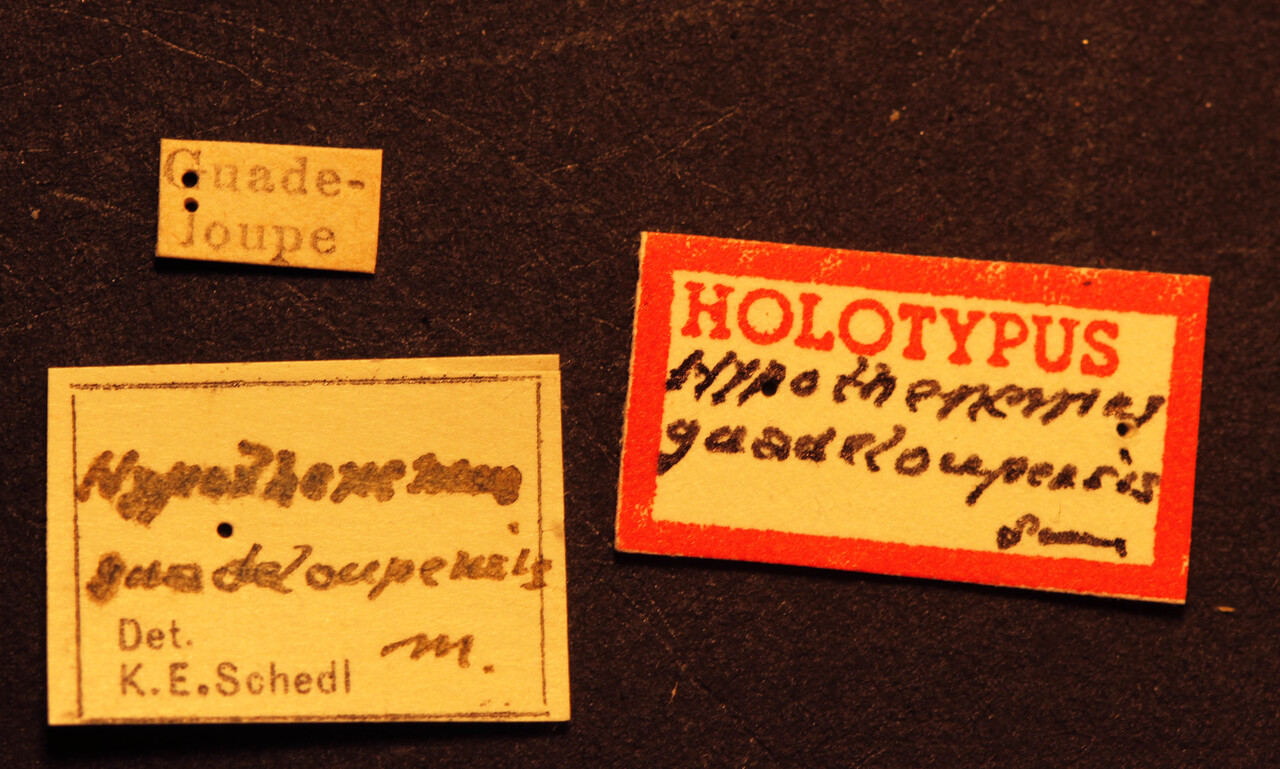 Guade-
loupe
HOLOTYPUS
Hypothenemus
guadeloupensis
Hypothenemus
guadeloupensis
Det.
K.E.Schedl m.